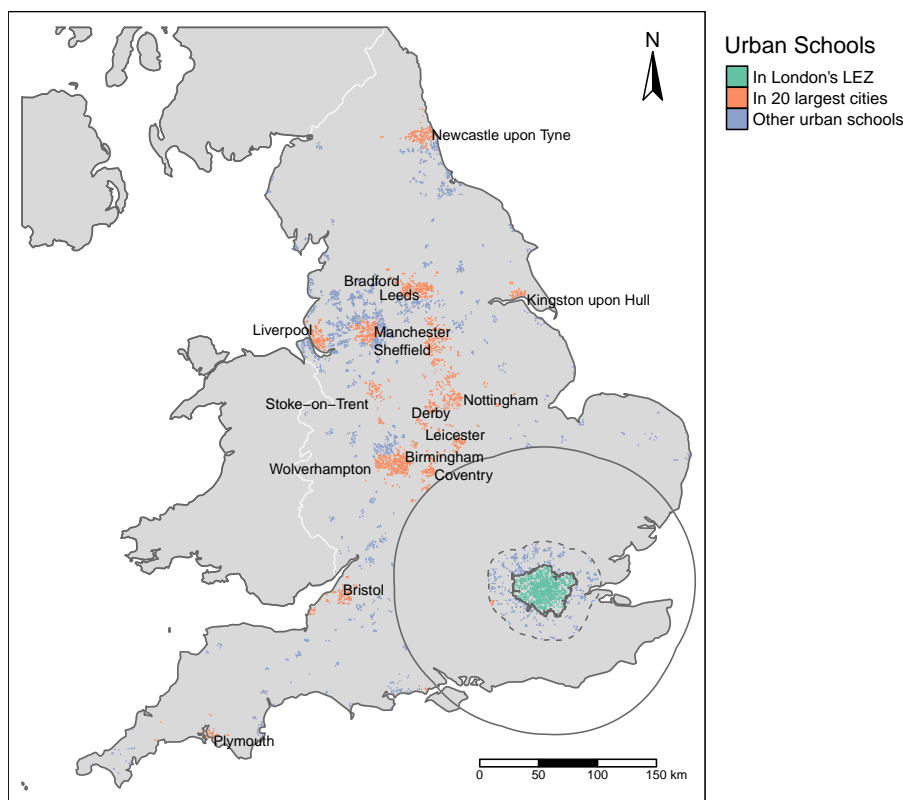 Urban Schools
In London's LEZ
In 20 largest cities
Other urban schools
N
Newcastle upon Tyne
Bradford
Leeds
Kingston upon Hull
Liverpool
Manchester
Sheffield
Stoke−on−Trent
Nottingham
Derby
Leicester
Birmingham
Wolverhampton
Coventry
Bristol
Plymouth
0 50 100 150 km